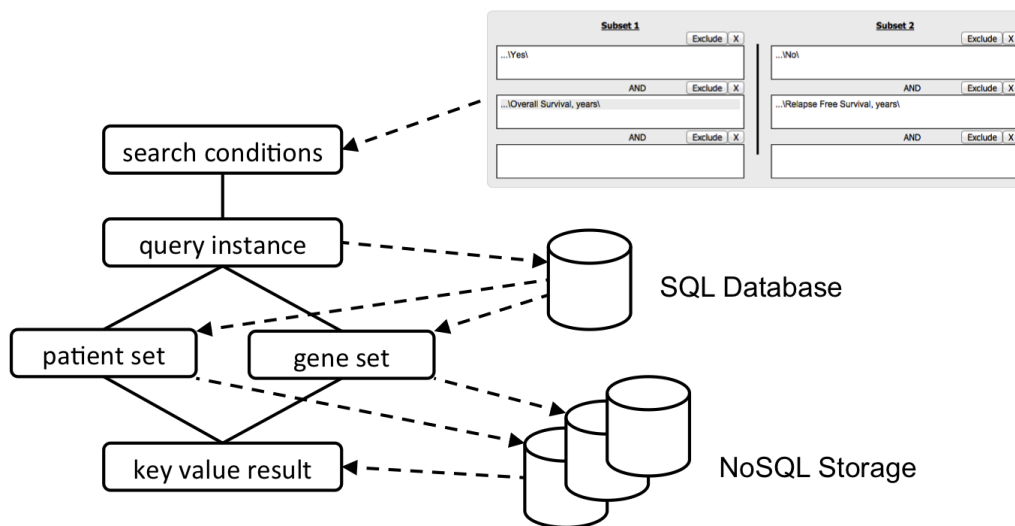 Subset 1
Subset 2
Exclude X
Exclude X
...\Yes\
...\No\
AND Exclude X
AND Exclude X
...\Overall Survival, years\
...\Relapse Free Survival, years\
AND Exclude X
AND Exclude X
search conditions
query instance
SQL Database
patient set
gene set
key value result
NoSQL Storage